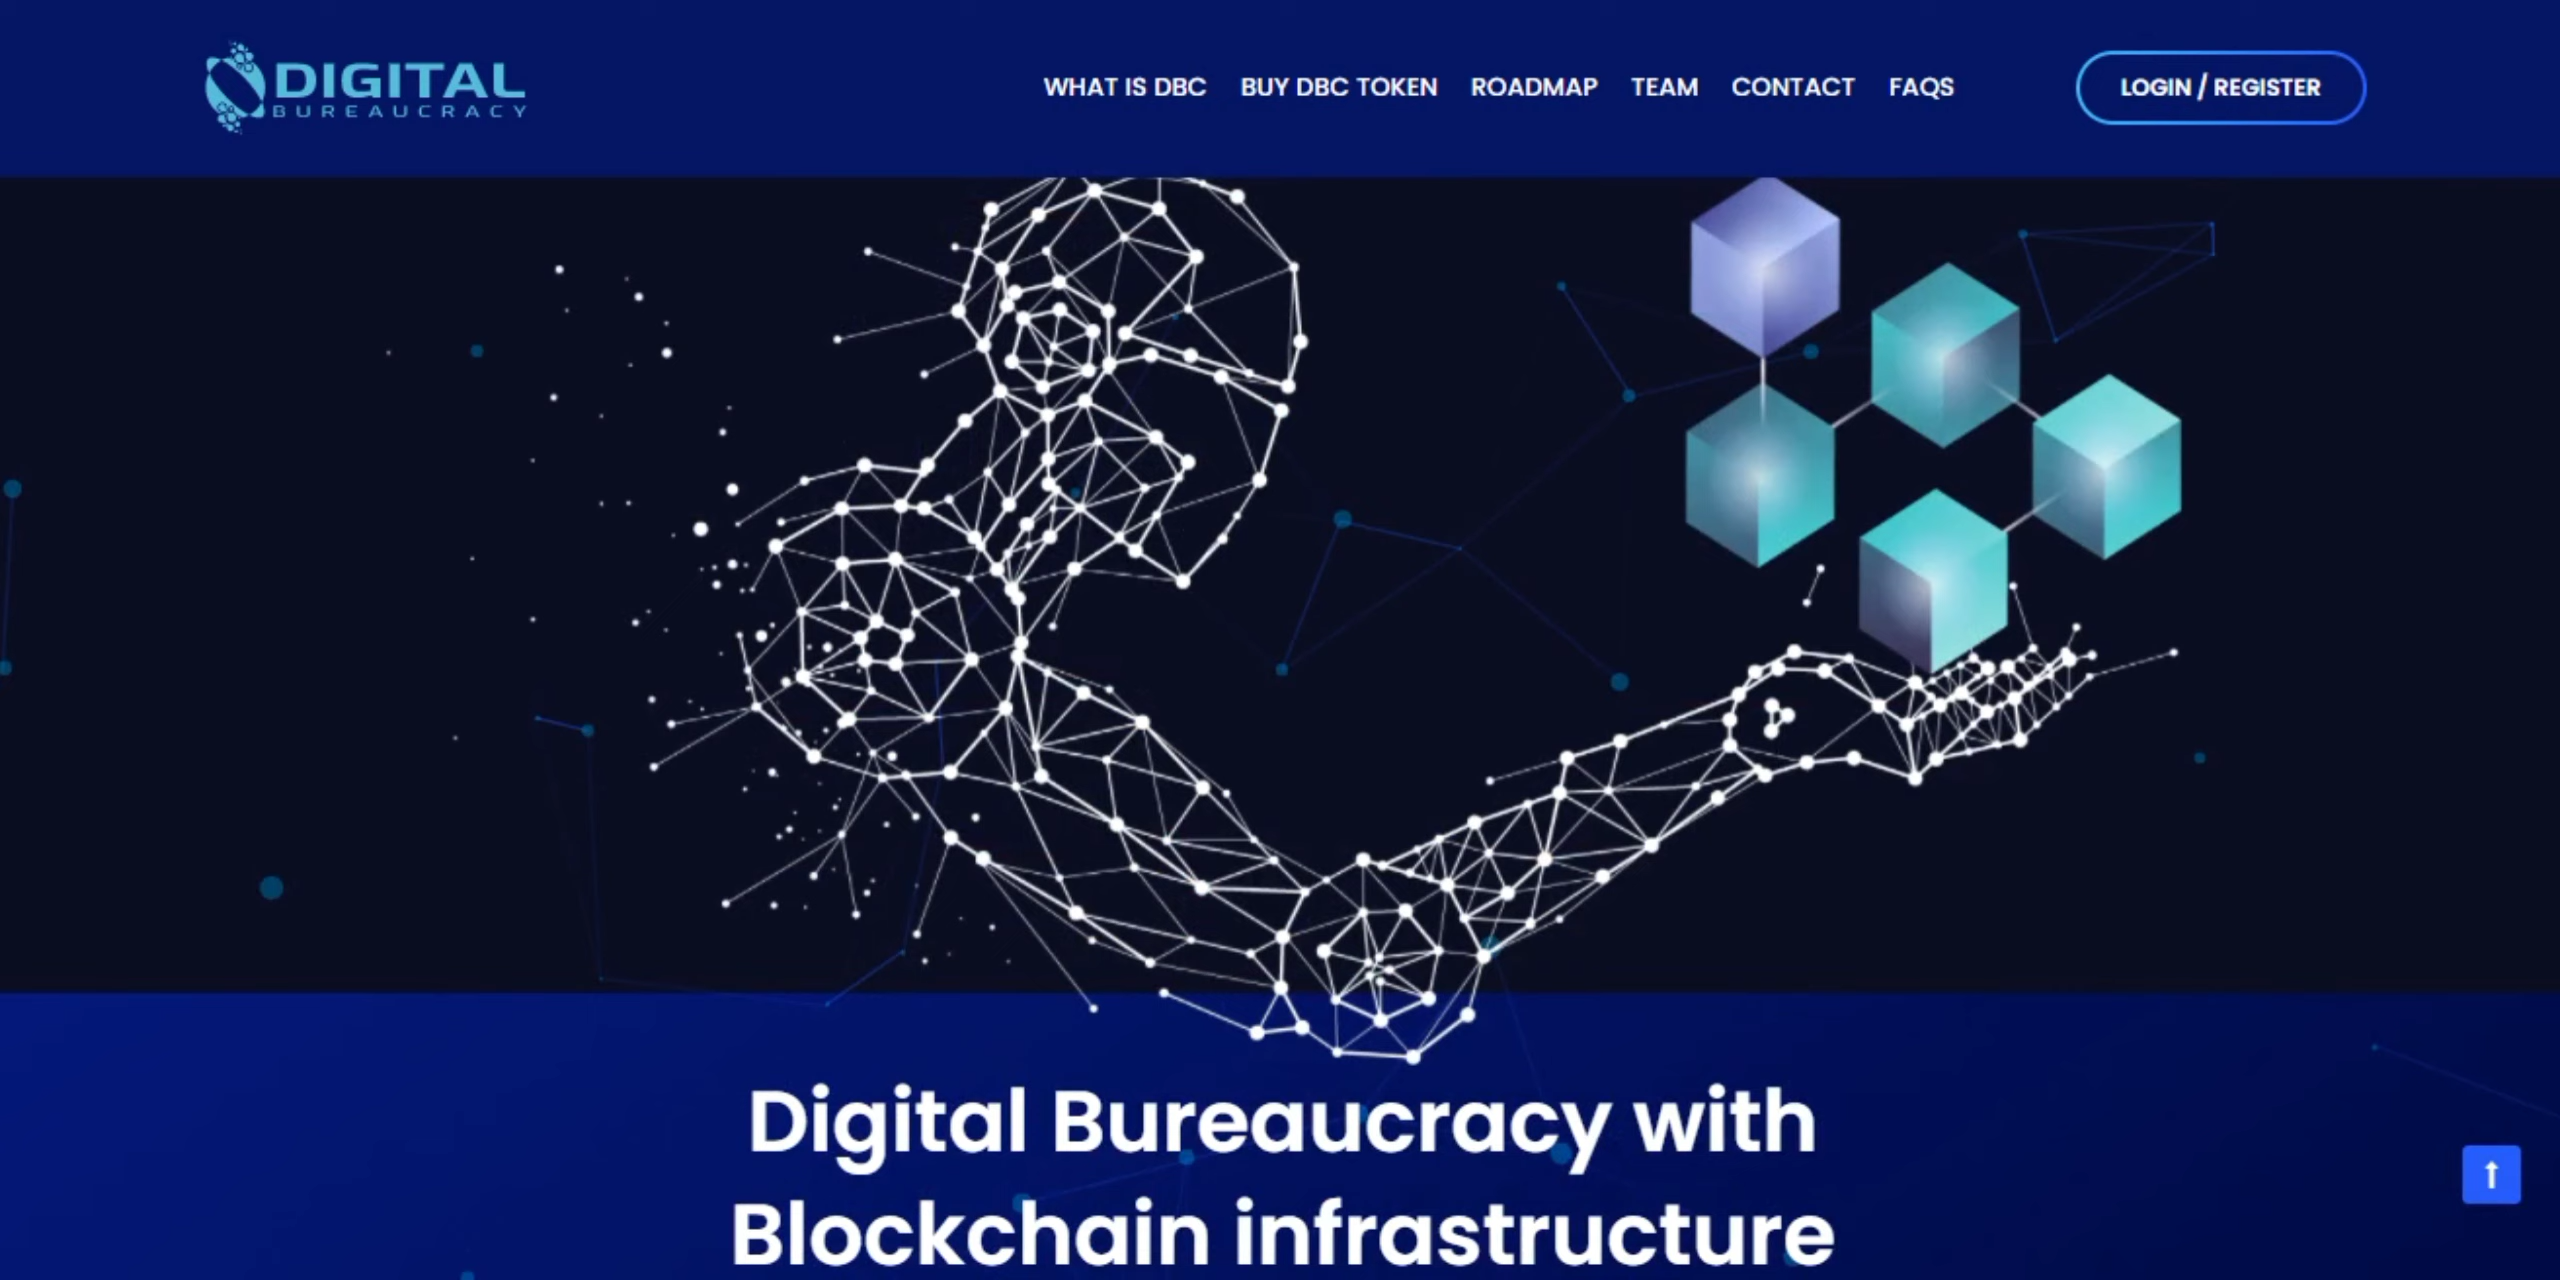 DIGITAL
BUREAUCRACY
WHAT IS DBC BUY DBC TOKEN ROADMAP TEAM CONTACT FAQS LOGIN / REGISTER
Digital Bureaucracy with
Blockchain infrastructure